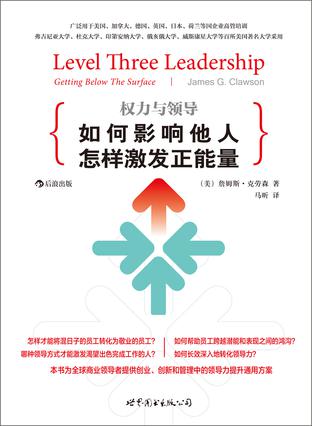 广泛用于美国、加拿大、德国、英国、日本、荷兰等国企业高管培训
弗吉尼亚大学、杜克大学、印第安纳大学、俄亥俄大学、威斯康星大学等百所美国著名大学采用
Level Three Leadership
Getting Below The Surface | James G. Clawson
权力与领导
如何影响他人
怎样激发正能量
后浪出版
（美）詹姆斯·克劳森 著
马昕 译
怎样才能将混日子的员工转化为敬业的员工？
哪种领导方式才能激发渴望出色完成工作的人？
如何帮助员工跨越潜能和表现之间的鸿沟？
如何长效深入地转化领导力？
本书为全球商业领导者提供创业、创新和管理中的领导力提升通用方案
世界图书出版公司